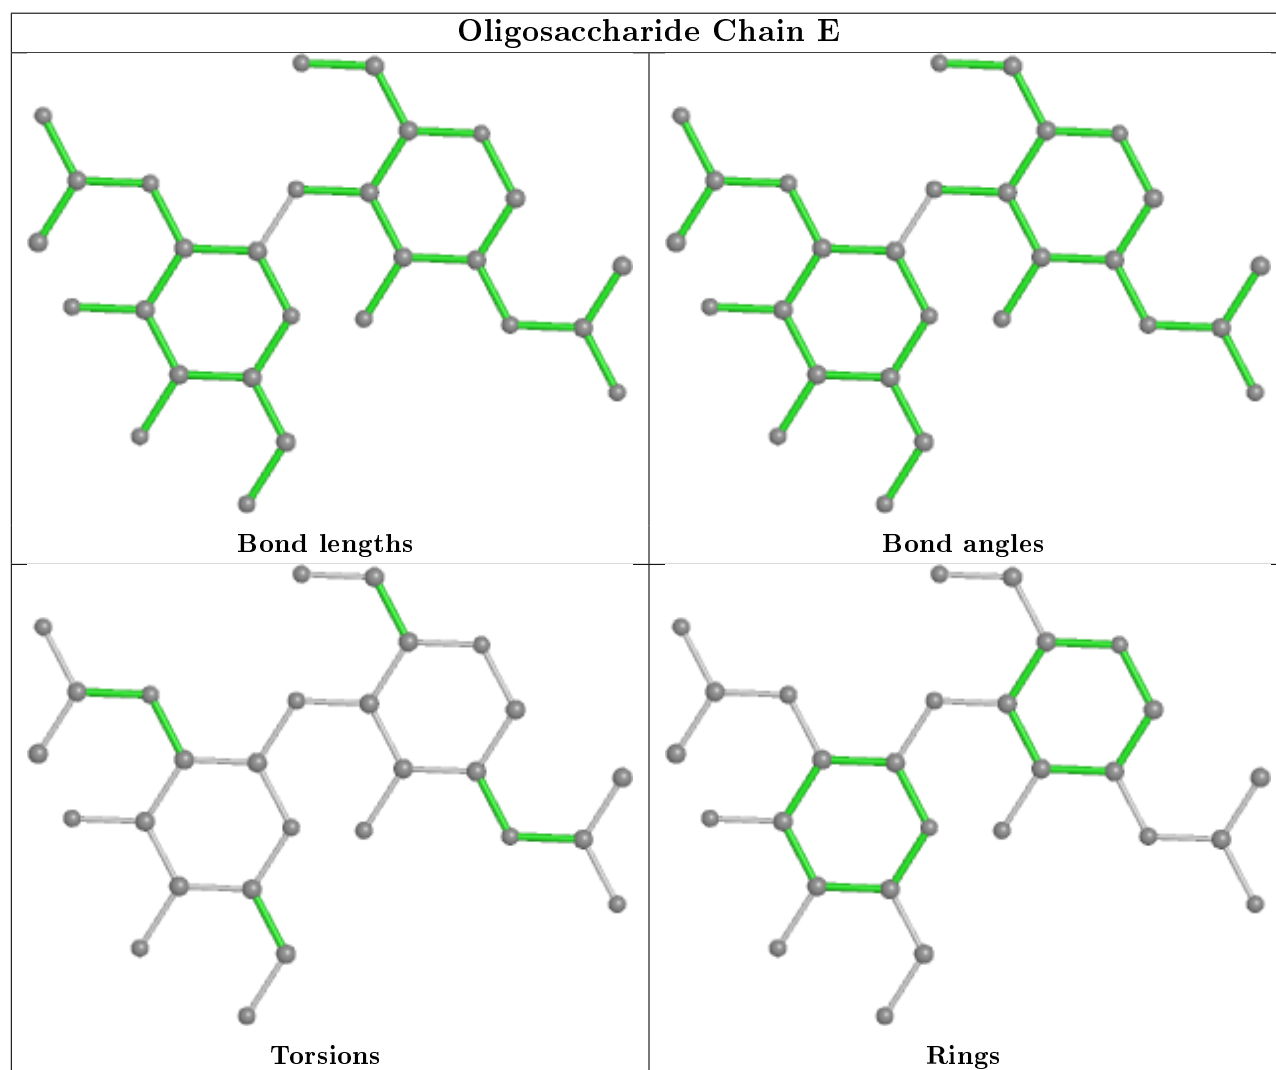 Oligosaccharide Chain E
Bond lengths
Bond angles
Torsions
Rings